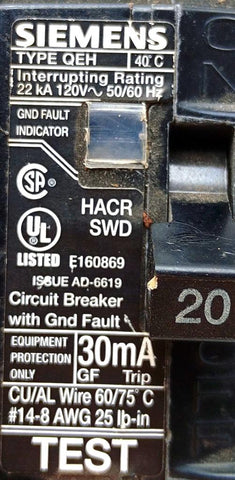 SIEMENS
TYPE QEH 40°C
Interrupting Rating
22 kA 120V~ 50/60 Hz
GND FAULT
INDICATOR
SA
UL
HACR
SWD
LISTED E160869
ISSUE AD-6619
Circuit Breaker
with Gnd Fault
20
EQUIPMENT
PROTECTION
ONLY
30mA
GF Trip
CU/AL Wire 60/75°C
#14-8 AWG 25 lb-in
TEST